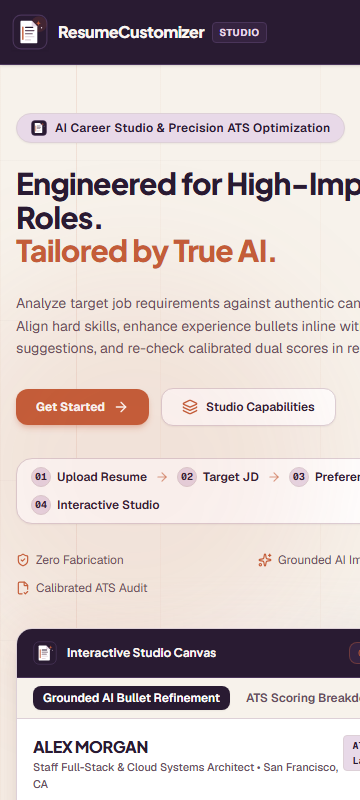 ResumeCustomizer STUDIO
AI Career Studio & Precision ATS Optimization
Engineered for High-Imp
Roles.
Tailored by True AI.
Analyze target job requirements against authentic can
Align hard skills, enhance experience bullets inline wit
suggestions, and re-check calibrated dual scores in re
Get Started → Studio Capabilities
01 Upload Resume → 02 Target JD → 03 Prefere
04 Interactive Studio
Zero Fabrication Grounded AI Im
Calibrated ATS Audit
Interactive Studio Canvas
Grounded AI Bullet Refinement ATS Scoring Breakd
ALEX MORGAN
Staff Full-Stack & Cloud Systems Architect • San Francisco,
CA